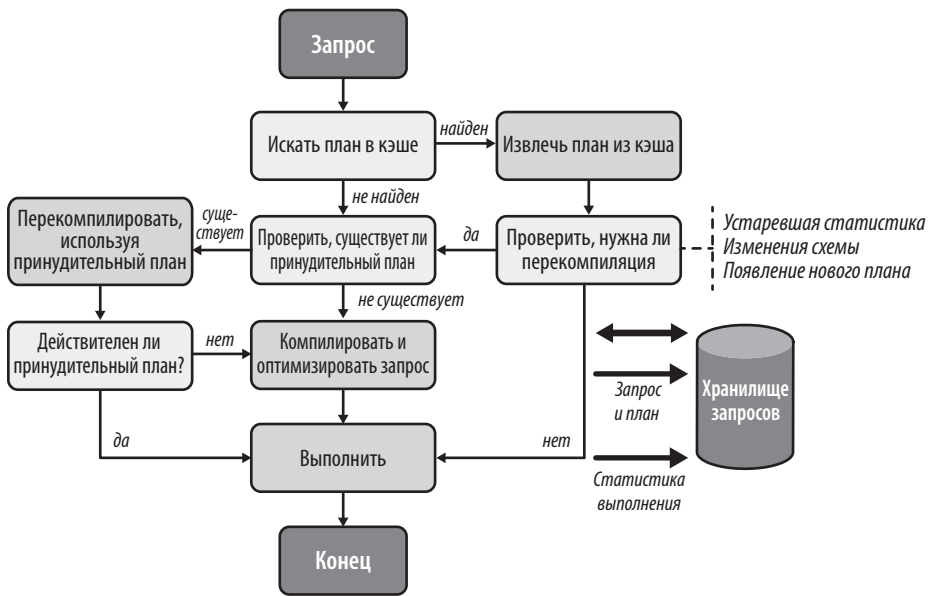 Запрос
Искать план в кэше
найден
Извлечь план из кэша
не найден
Перекомпилировать,
используя
принудительный план
суще-
ствует
Проверить, существует ли
принудительный план
да
Проверить, нужна ли
перекомпиляция
Устаревшая статистика
Изменения схемы
Появление нового плана
не существует
Действителен ли
принудительный план?
нет
Компилировать и
оптимизировать запрос
Запрос
и план
Хранилище
запросов
да
Выполнить
нет
Статистика
выполнения
Конец